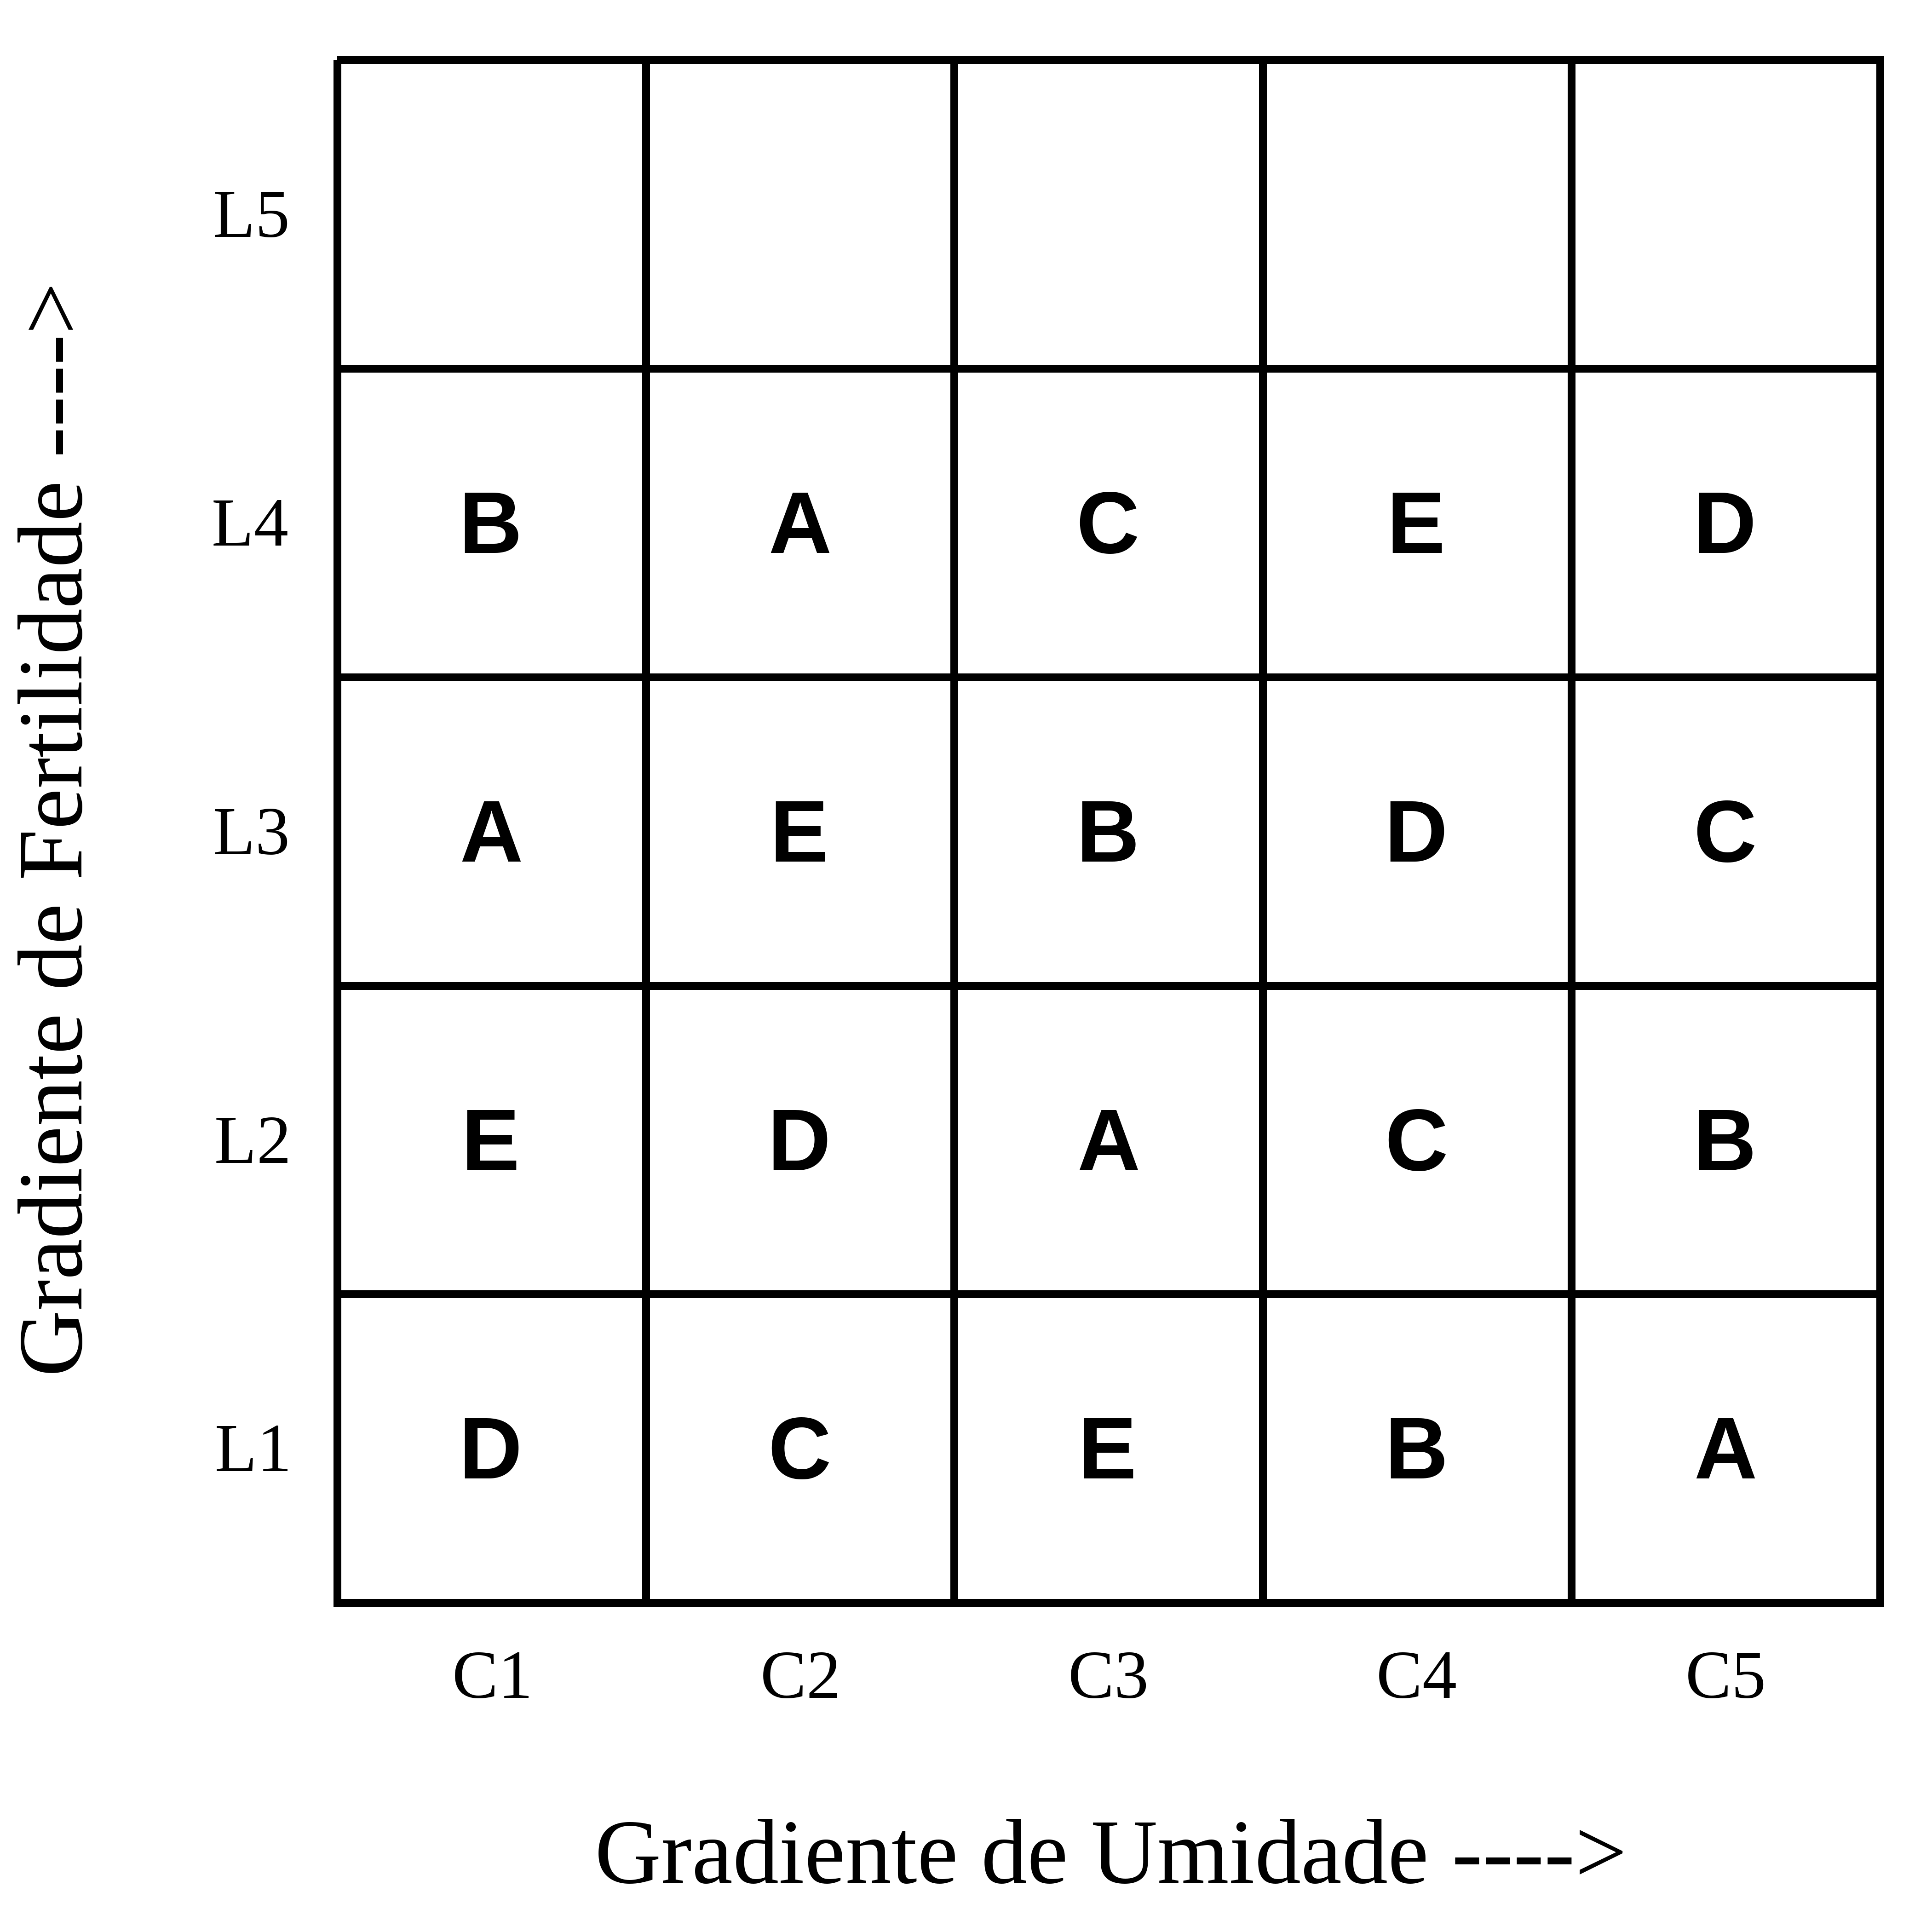 Gradiente de Fertilidade ---->
L5
L4 B A C E D
L3 A E B D C
L2 E D A C B
L1 D C E B A
C1 C2 C3 C4 C5
Gradiente de Umidade ---->